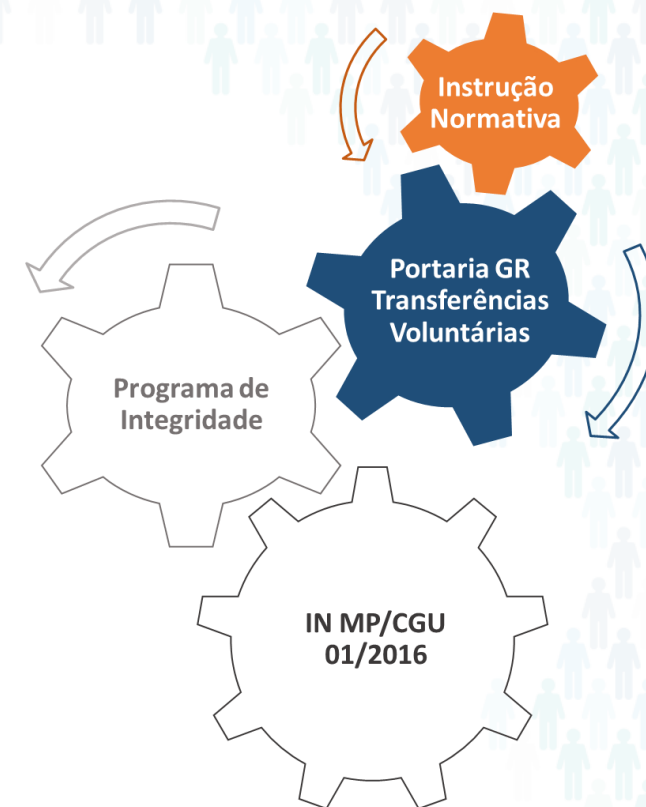 Instrução
Normativa
Portaria GR
Transferências
Voluntárias
Programa de
Integridade
IN MP/CGU
01/2016